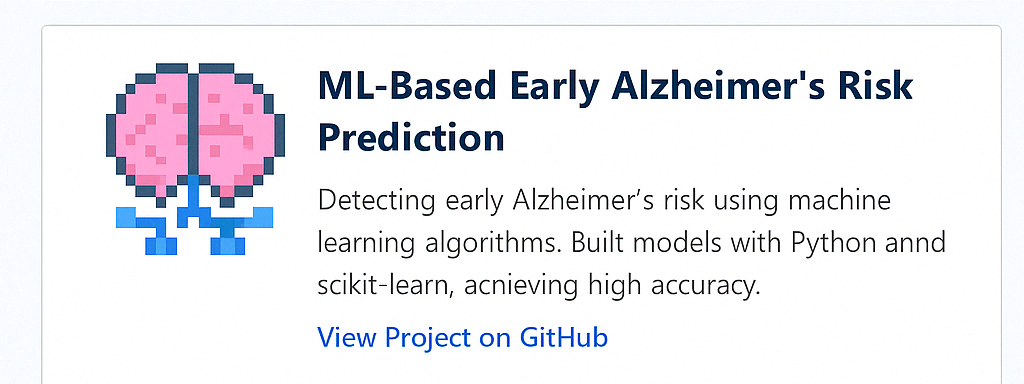 ML-Based Early Alzheimer's Risk
Prediction
Detecting early Alzheimer’s risk using machine
learning algorithms. Built models with Python annd
scikit-learn, acnieving high accuracy.
View Project on GitHub